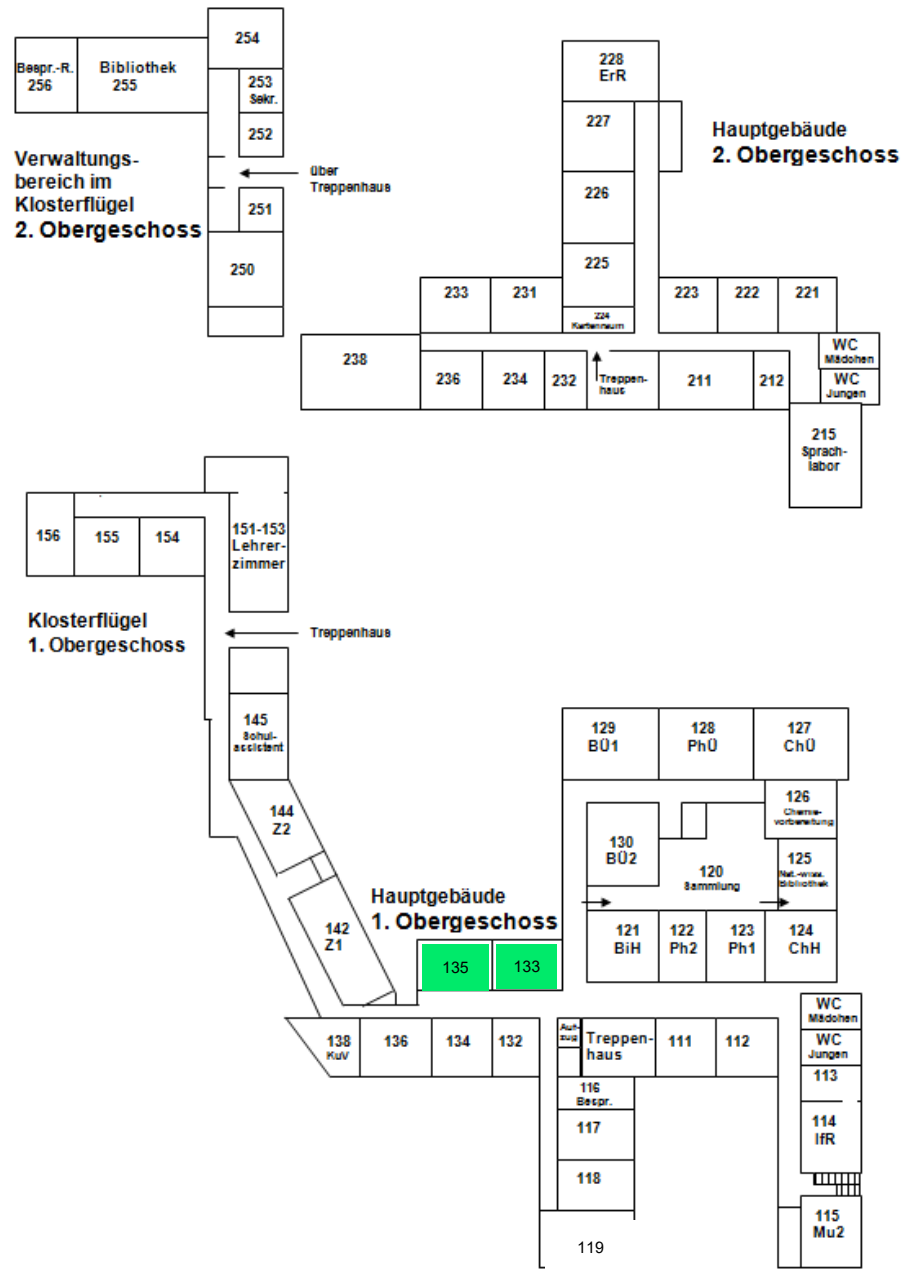 254
Bespr.-R.
256
Bibliothek
255
253
Sekr.
252
Verwaltungs-
bereich im
Klosterflügel
2. Obergeschoss
über
Treppenhaus
251
250
228
ErR
227
Hauptgebäude
2. Obergeschoss
226
225
224
Kartenraum
233
231
223
222
221
238
236
234
232
Treppen-
haus
211
212
WC
Mädchen
WC
Jungen
215
Sprach-
labor
156
155
154
151-153
Lehrer-
zimmer
Klosterflügel
1. Obergeschoss
Treppenhaus
145
Schul-
assistent
144
Z2
142
Z1
Hauptgebäude
1. Obergeschoss
135
133
129
BÜ1
128
PhÜ
127
ChÜ
126
Chemie-
vorbereitung
130
BÜ2
120
Sammlung
125
Nat.-wiss.
Bibliothek
121
BiH
122
Ph2
123
Ph1
124
ChH
138
KuV
136
134
132
Auf-
zug
Treppen-
haus
111
112
WC
Mädchen
WC
Jungen
113
114
IfR
115
Mu2
116
Bespr.
117
118
119